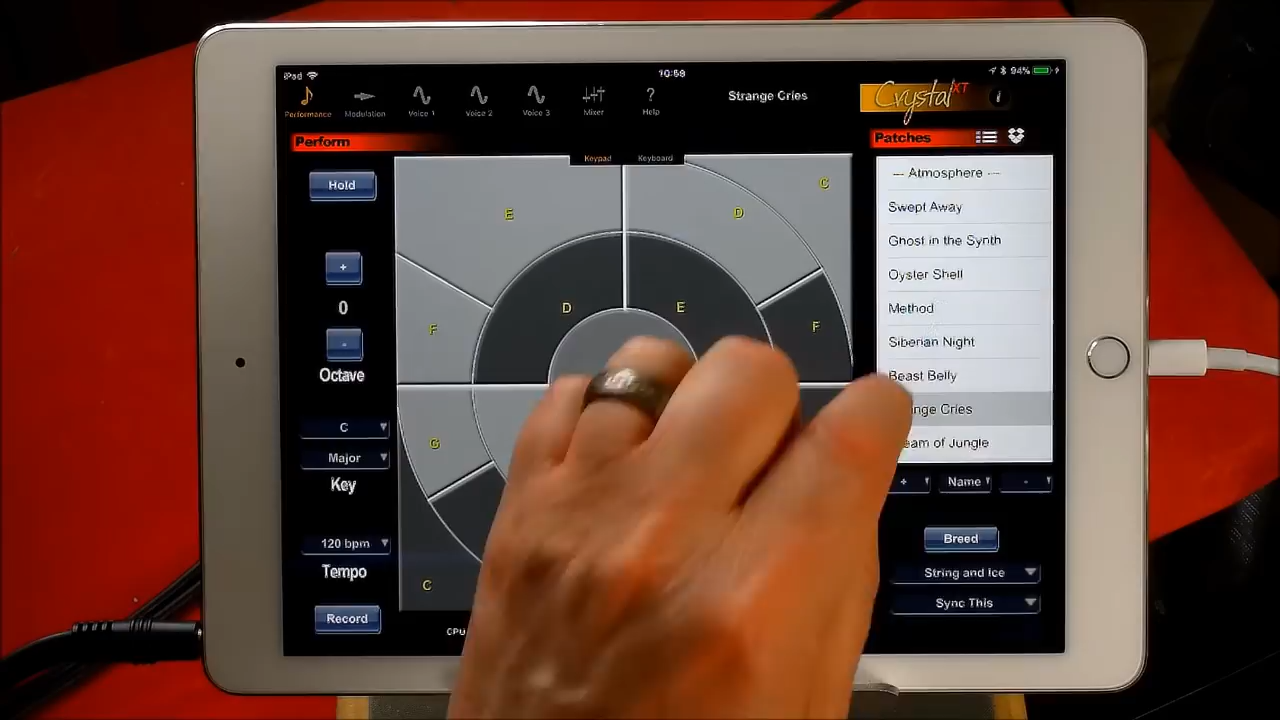 iPad 10:58 94%
Performance Modulation Voice 1 Voice 2 Voice 3 Mixer Help Strange Cries Crystal XT i
Perform Patches
Keypad Keyboard
Hold
+
0
-
Octave
C
Major
Key
120 bpm
Tempo
Record
E
D
C
D
E
F
F
G
C
CPU
--- Atmosphere ---
Swept Away
Ghost in the Synth
Oyster Shell
Method
Siberian Night
Beast Belly
nge Cries
eam of Jungle
+ Name -
Breed
String and Ice
Sync This